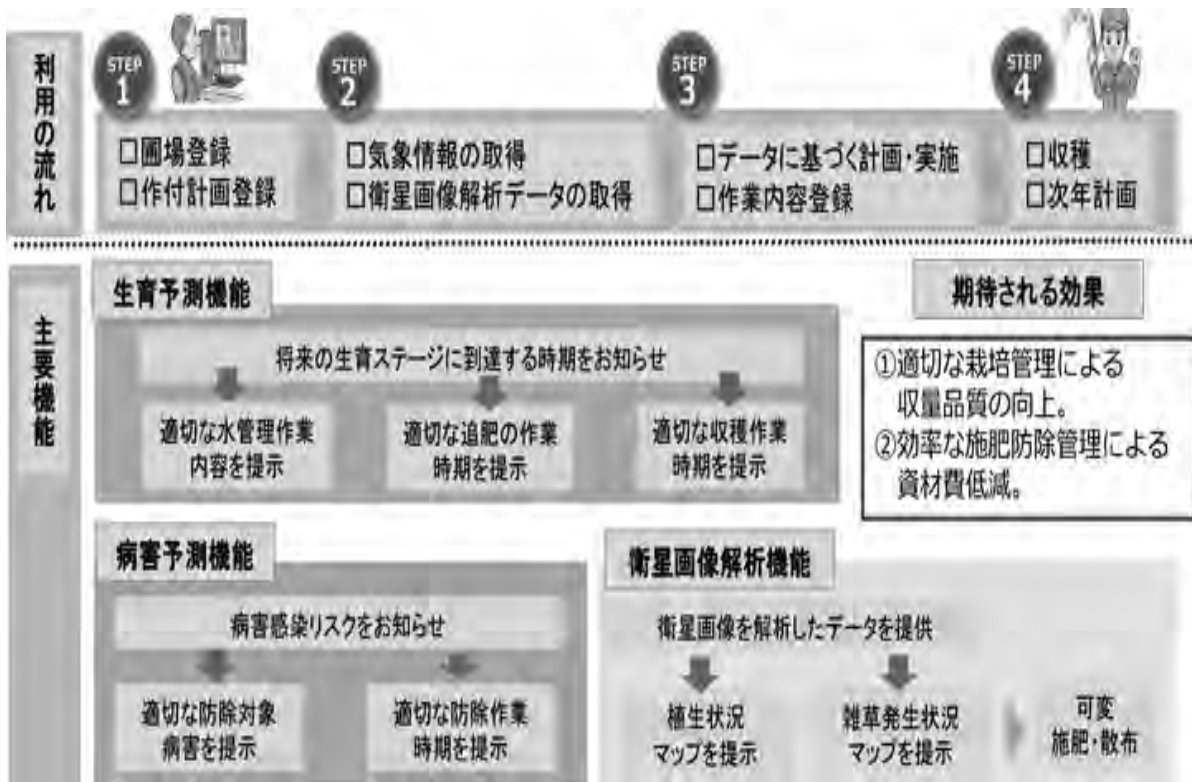 利用の流れ
STEP 1
STEP 2
STEP 3
STEP 4
□圃場登録
□作付計画登録
□気象情報の取得
□衛星画像解析データの取得
□データに基づく計画・実施
□作業内容登録
□収穫
□次年計画
主要機能
生育予測機能
将来の生育ステージに到達する時期をお知らせ
適切な水管理作業
内容を提示
適切な追肥の作業
時期を提示
適切な収穫作業
時期を提示
期待される効果
①適切な栽培管理による
収量品質の向上。
②効率な施肥防除管理による
資材費低減。
病害予測機能
病害感染リスクをお知らせ
適切な防除対象
病害を提示
適切な防除作業
時期を提示
衛星画像解析機能
衛星画像を解析したデータを提供
植生状況
マップを提示
雑草発生状況
マップを提示
可変
施肥・散布